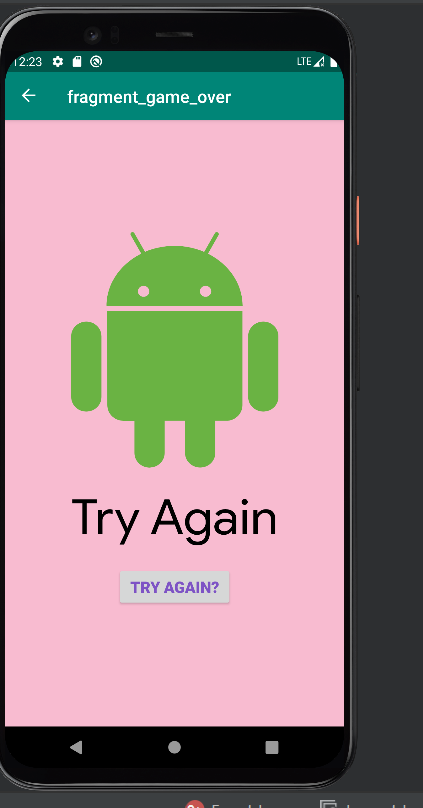 12:23 LTE
fragment_game_over
Try Again
TRY AGAIN?